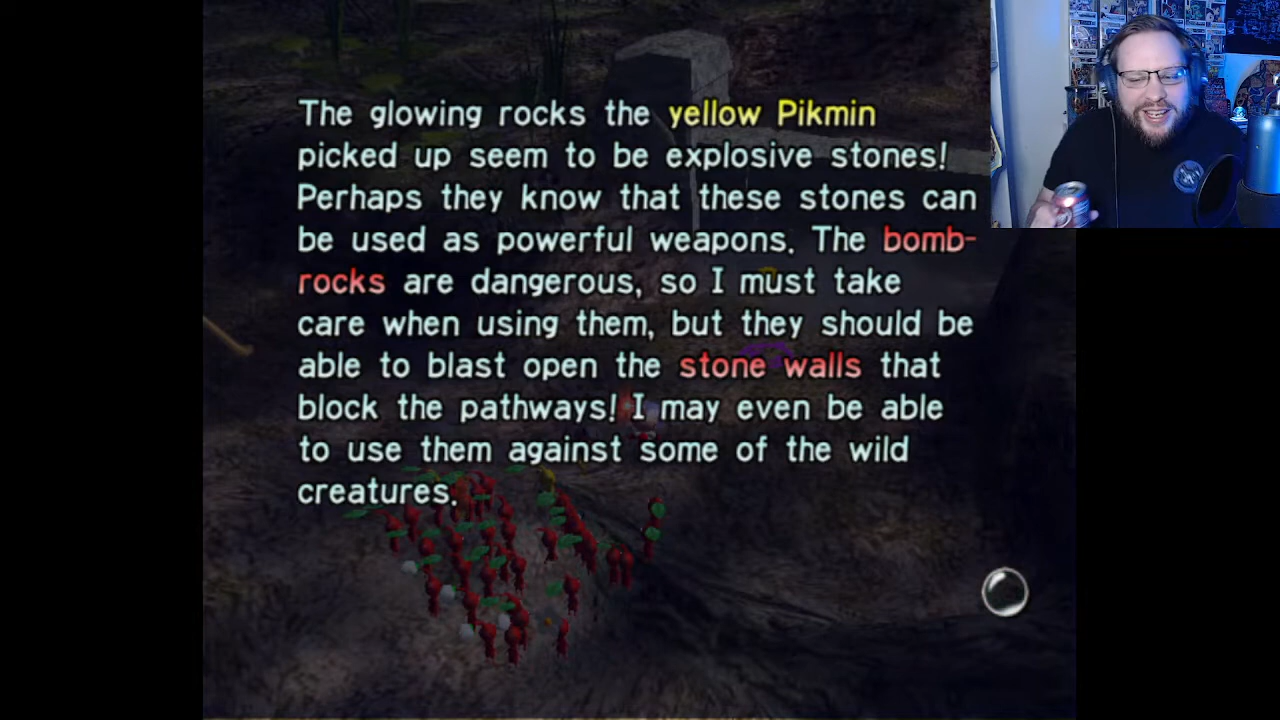 The glowing rocks the yellow Pikmin
picked up seem to be explosive stones!
Perhaps they know that these stones can
be used as powerful weapons. The bomb-
rocks are dangerous, so I must take
care when using them, but they should be
able to blast open the stone walls that
block the pathways! I may even be able
to use them against some of the wild
creatures.